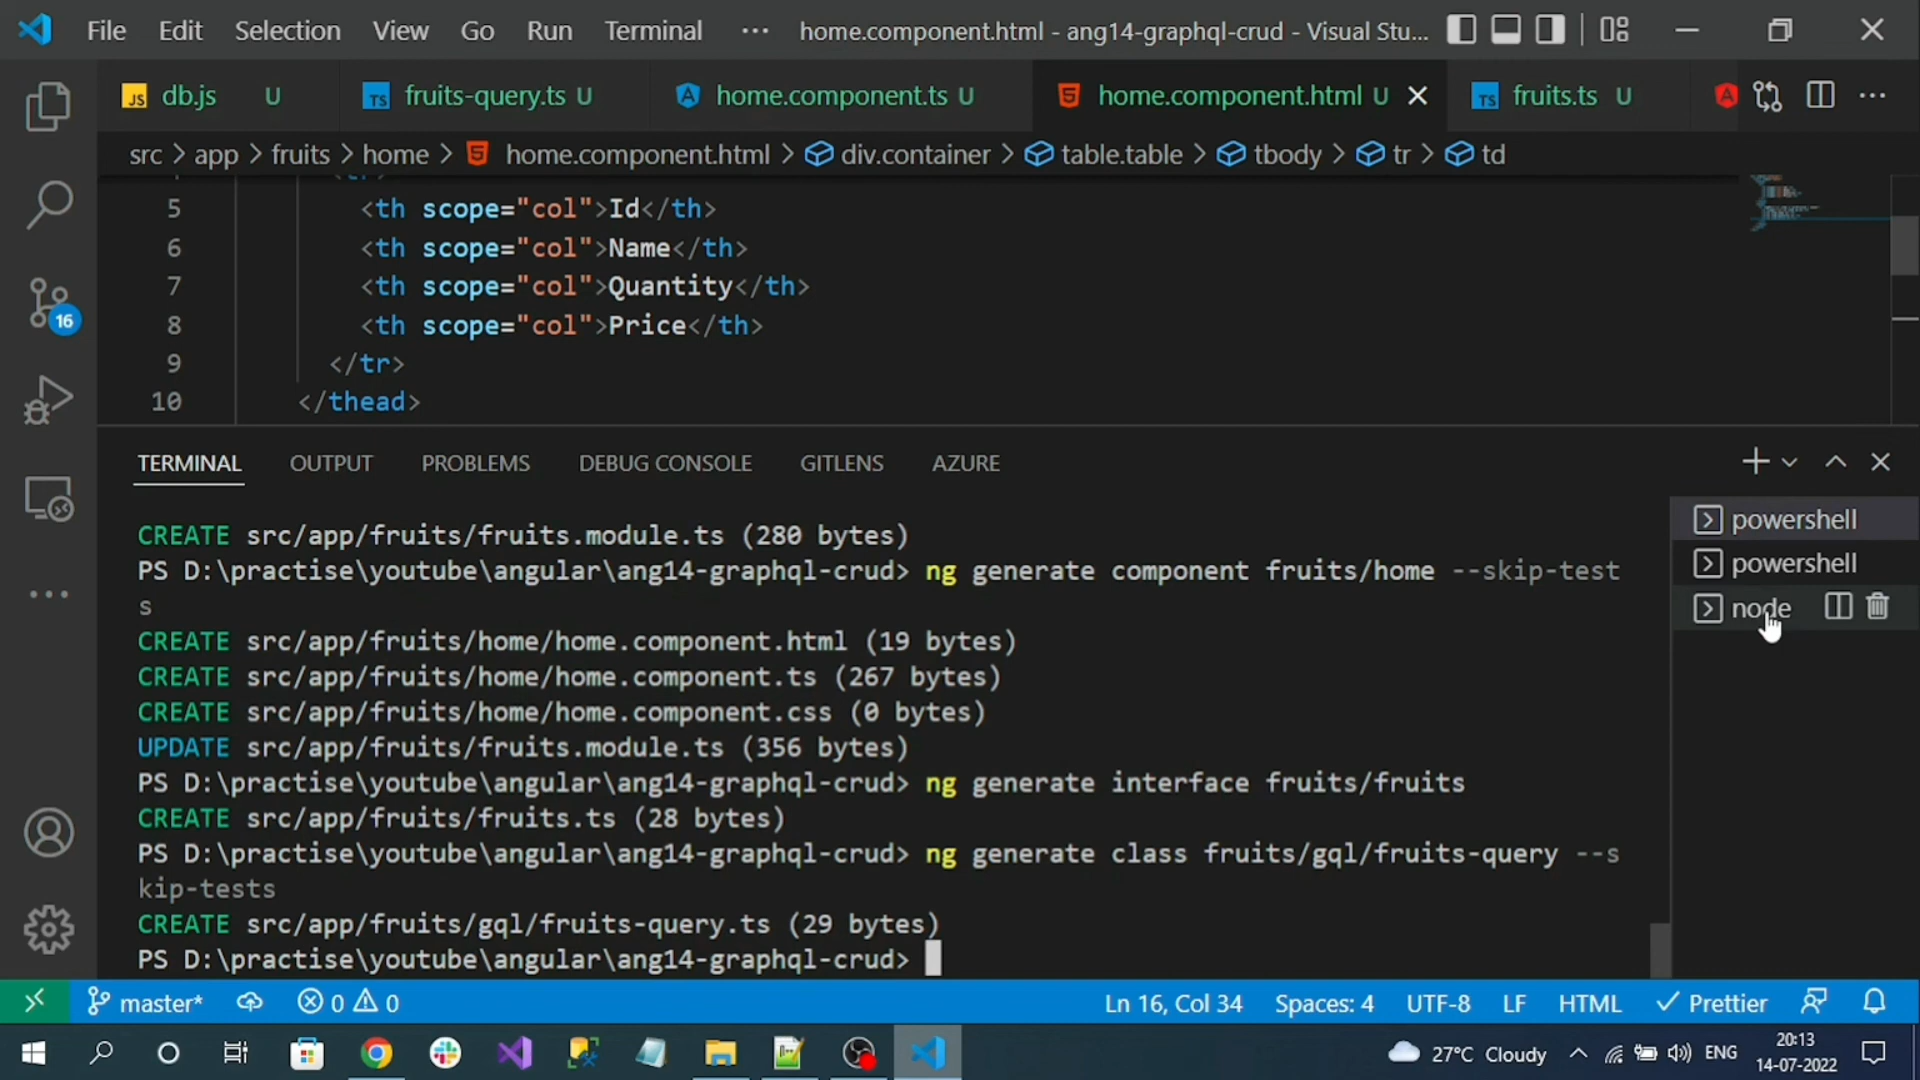 File Edit Selection View Go Run Terminal ··· home.component.html - ang14-graphql-crud - Visual Stu...
JS db.js U TS fruits-query.ts U home.component.ts U home.component.html U TS fruits.ts U
src > app > fruits > home > home.component.html > div.container > table.table > tbody > tr > td
5 <th scope="col">Id</th>
6 <th scope="col">Name</th>
7 <th scope="col">Quantity</th>
8 <th scope="col">Price</th>
9 </tr>
10 </thead>
16
TERMINAL OUTPUT PROBLEMS DEBUG CONSOLE GITLENS AZURE
CREATE src/app/fruits/fruits.module.ts (280 bytes)
PS D:\practise\youtube\angular\ang14-graphql-crud> ng generate component fruits/home --skip-test
s
CREATE src/app/fruits/home/home.component.html (19 bytes)
CREATE src/app/fruits/home/home.component.ts (267 bytes)
CREATE src/app/fruits/home/home.component.css (0 bytes)
UPDATE src/app/fruits/fruits.module.ts (356 bytes)
PS D:\practise\youtube\angular\ang14-graphql-crud> ng generate interface fruits/fruits
CREATE src/app/fruits/fruits.ts (28 bytes)
PS D:\practise\youtube\angular\ang14-graphql-crud> ng generate class fruits/gql/fruits-query --s
kip-tests
CREATE src/app/fruits/gql/fruits-query.ts (29 bytes)
PS D:\practise\youtube\angular\ang14-graphql-crud>
powershell
powershell
node
master* 0 0 Ln 16, Col 34 Spaces: 4 UTF-8 LF HTML Prettier
27°C Cloudy ENG 20:13
14-07-2022